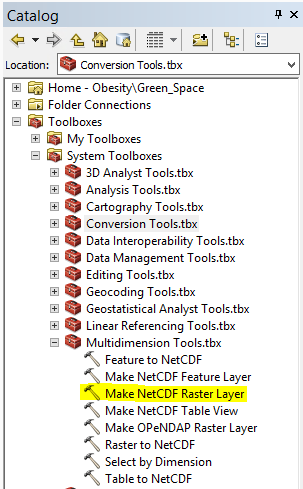 Catalog
Location: Conversion Tools.tbx
Home - Obesity\Green_Space
Folder Connections
Toolboxes
My Toolboxes
System Toolboxes
3D Analyst Tools.tbx
Analysis Tools.tbx
Cartography Tools.tbx
Conversion Tools.tbx
Data Interoperability Tools.tbx
Data Management Tools.tbx
Editing Tools.tbx
Geocoding Tools.tbx
Geostatistical Analyst Tools.tbx
Linear Referencing Tools.tbx
Multidimension Tools.tbx
Feature to NetCDF
Make NetCDF Feature Layer
Make NetCDF Raster Layer
Make NetCDF Table View
Make OPeNDAP Raster Layer
Raster to NetCDF
Select by Dimension
Table to NetCDF